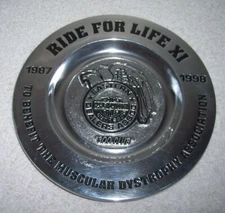 RIDE FOR LIFE XI
1987
1998
TO BENEFIT THE MUSCULAR DYSTROPHY ASSOCIATION